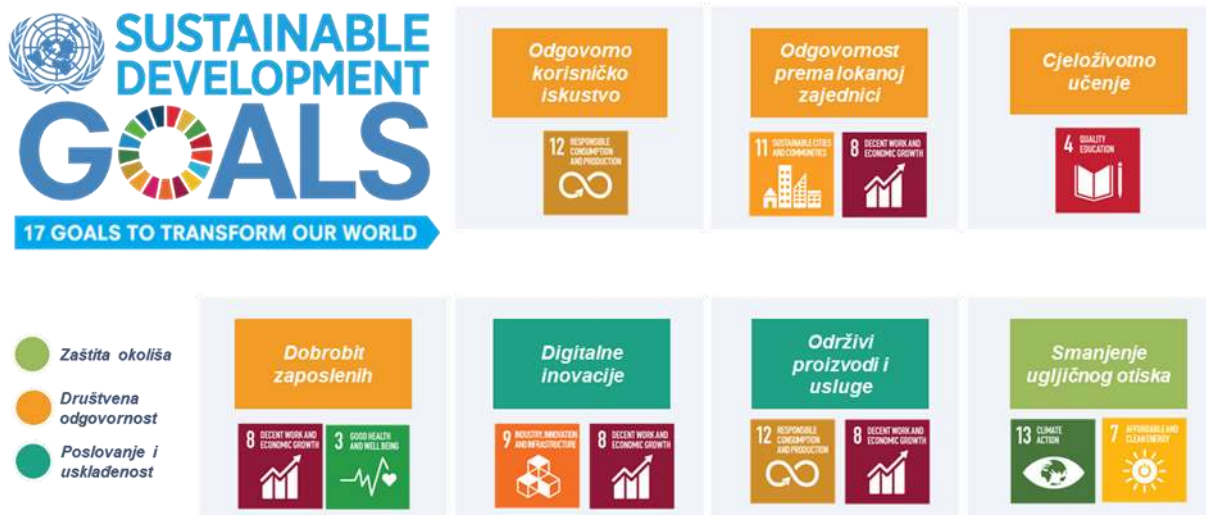 SUSTAINABLE
DEVELOPMENT
GOALS
17 GOALS TO TRANSFORM OUR WORLD
Odgovorno
korisničko
iskustvo
12 RESPONSIBLE
CONSUMPTION
AND PRODUCTION
Odgovornost
prema lokanoj
zajednici
11 SUSTAINABLE CITIES
AND COMMUNITIES
8 DECENT WORK AND
ECONOMIC GROWTH
Cjeloživotno
učenje
4 QUALITY
EDUCATION
Zaštita okoliša
Društvena
odgovornost
Poslovanje i
usklađenost
Dobrobit
zaposlenih
8 DECENT WORK AND
ECONOMIC GROWTH
3 GOOD HEALTH
AND WELL BEING
Digitalne
inovacije
9 INDUSTRY, INNOVATION
AND INFRASTRUCTURE
8 DECENT WORK AND
ECONOMIC GROWTH
Održivi
proizvodi i
usluge
12 RESPONSIBLE
CONSUMPTION
AND PRODUCTION
8 DECENT WORK AND
ECONOMIC GROWTH
Smanjenje
ugljičnog otiska
13 CLIMATE
ACTION
7 AFFORDABLE AND
CLEAN ENERGY